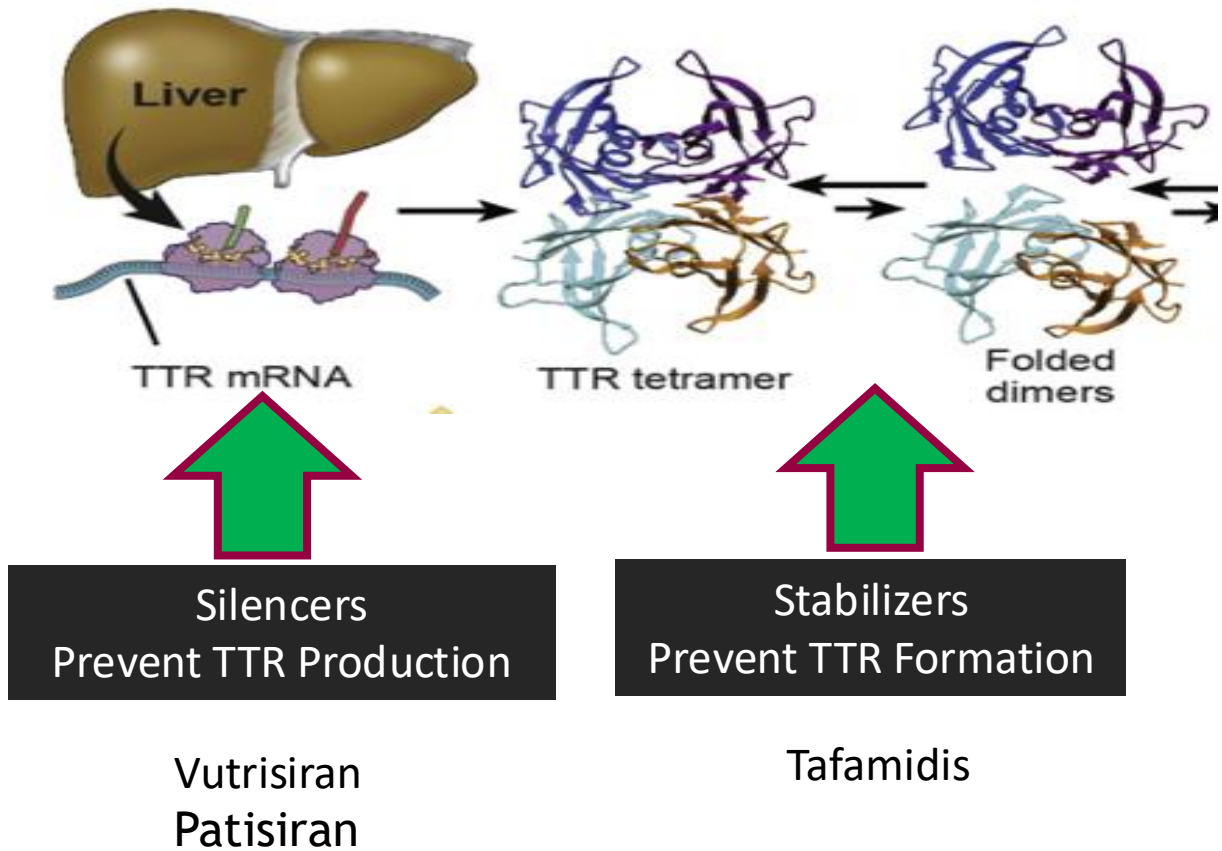 Liver
TTR mRNA
TTR tetramer
Folded
dimers
Silencers
Prevent TTR Production
Stabilizers
Prevent TTR Formation
Vutrisiran
Patisiran
Tafamidis